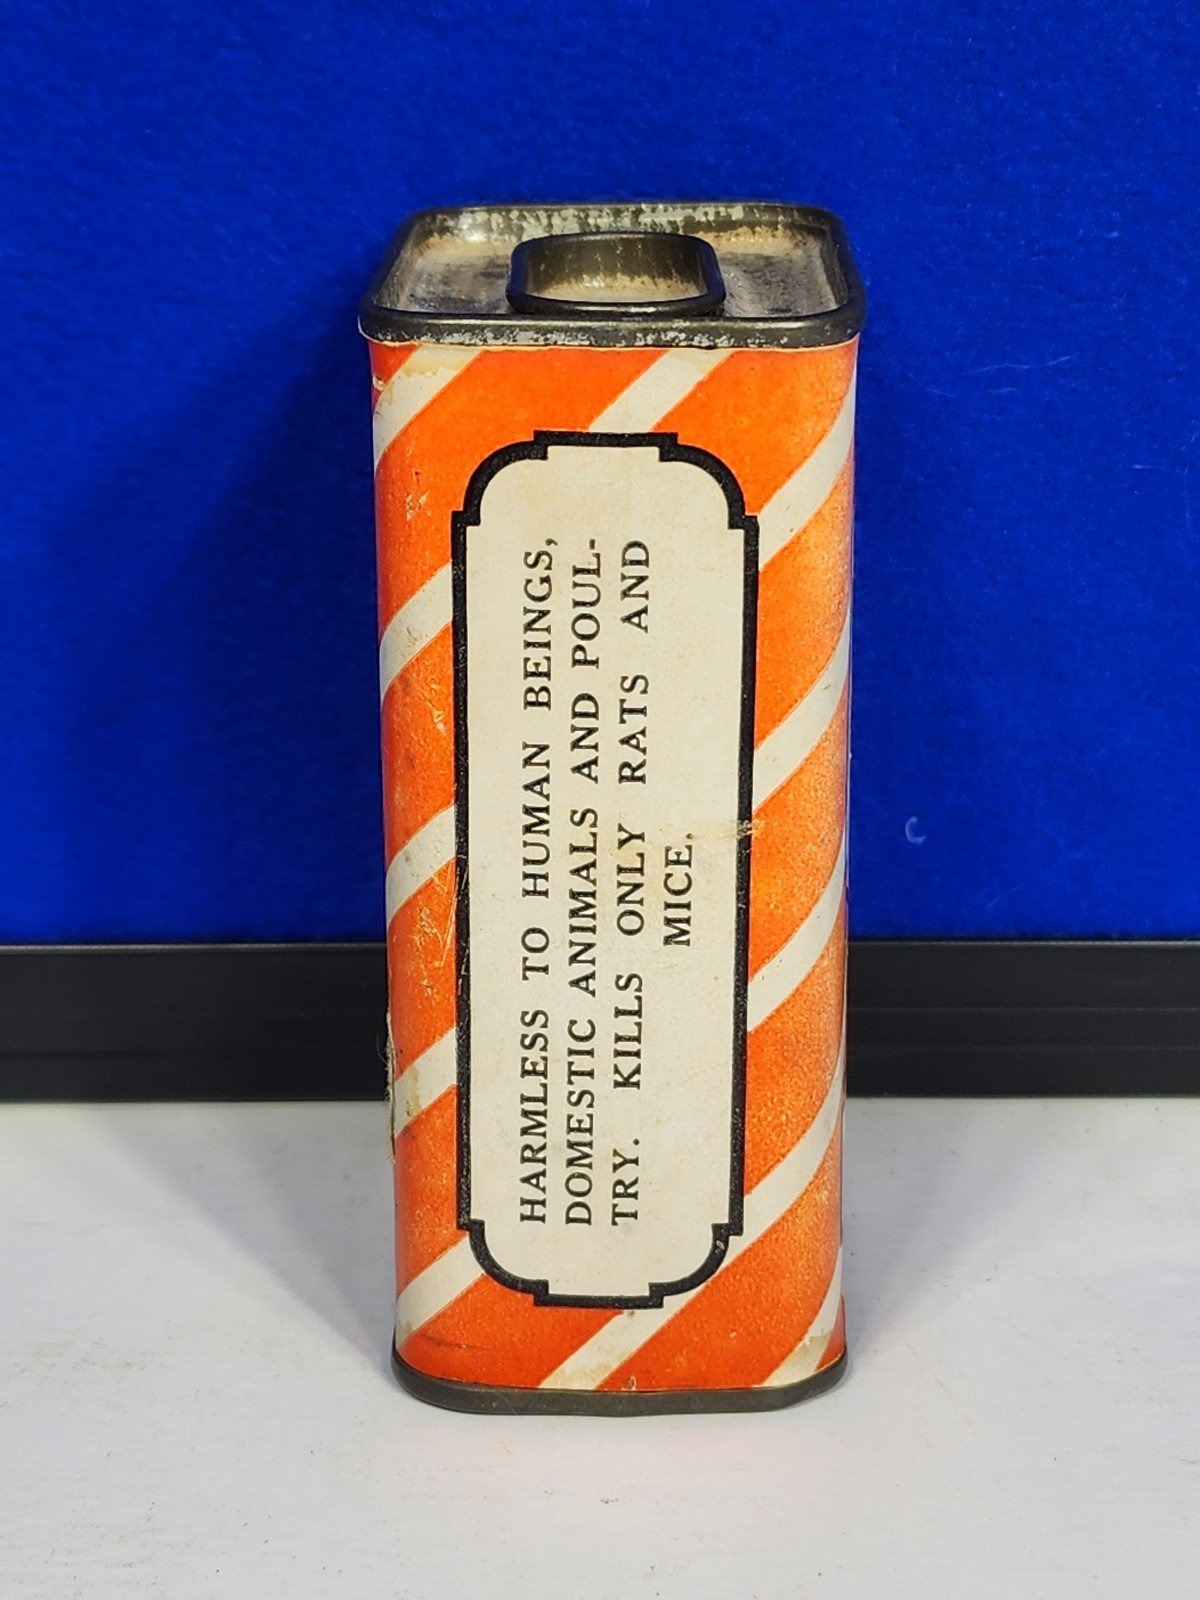 HARMLESS TO HUMAN BEINGS,
DOMESTIC ANIMALS AND POUL-
TRY. KILLS ONLY RATS AND
MICE.